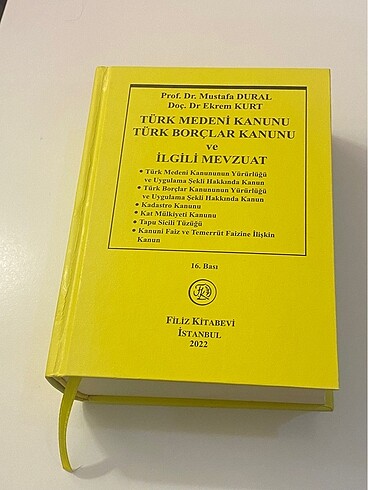 Prof. Dr. Mustafa DURAL
Doç. Dr Ekrem KURT
TÜRK MEDENİ KANUNU
TÜRK BORÇLAR KANUNU
ve
İLGİLİ MEVZUAT
• Türk Medeni Kanununun Yürürlüğü
ve Uygulama Şekli Hakkında Kanun
• Türk Borçlar Kanununun Yürürlüğü
ve Uygulama Şekli Hakkında Kanun
• Kadastro Kanunu
• Kat Mülkiyeti Kanunu
• Tapu Sicili Tüzüğü
• Kanuni Faiz ve Temerrüt Faizine İlişkin
Kanun
16. Bası
FİLİZ KİTABEVİ
İSTANBUL
2022